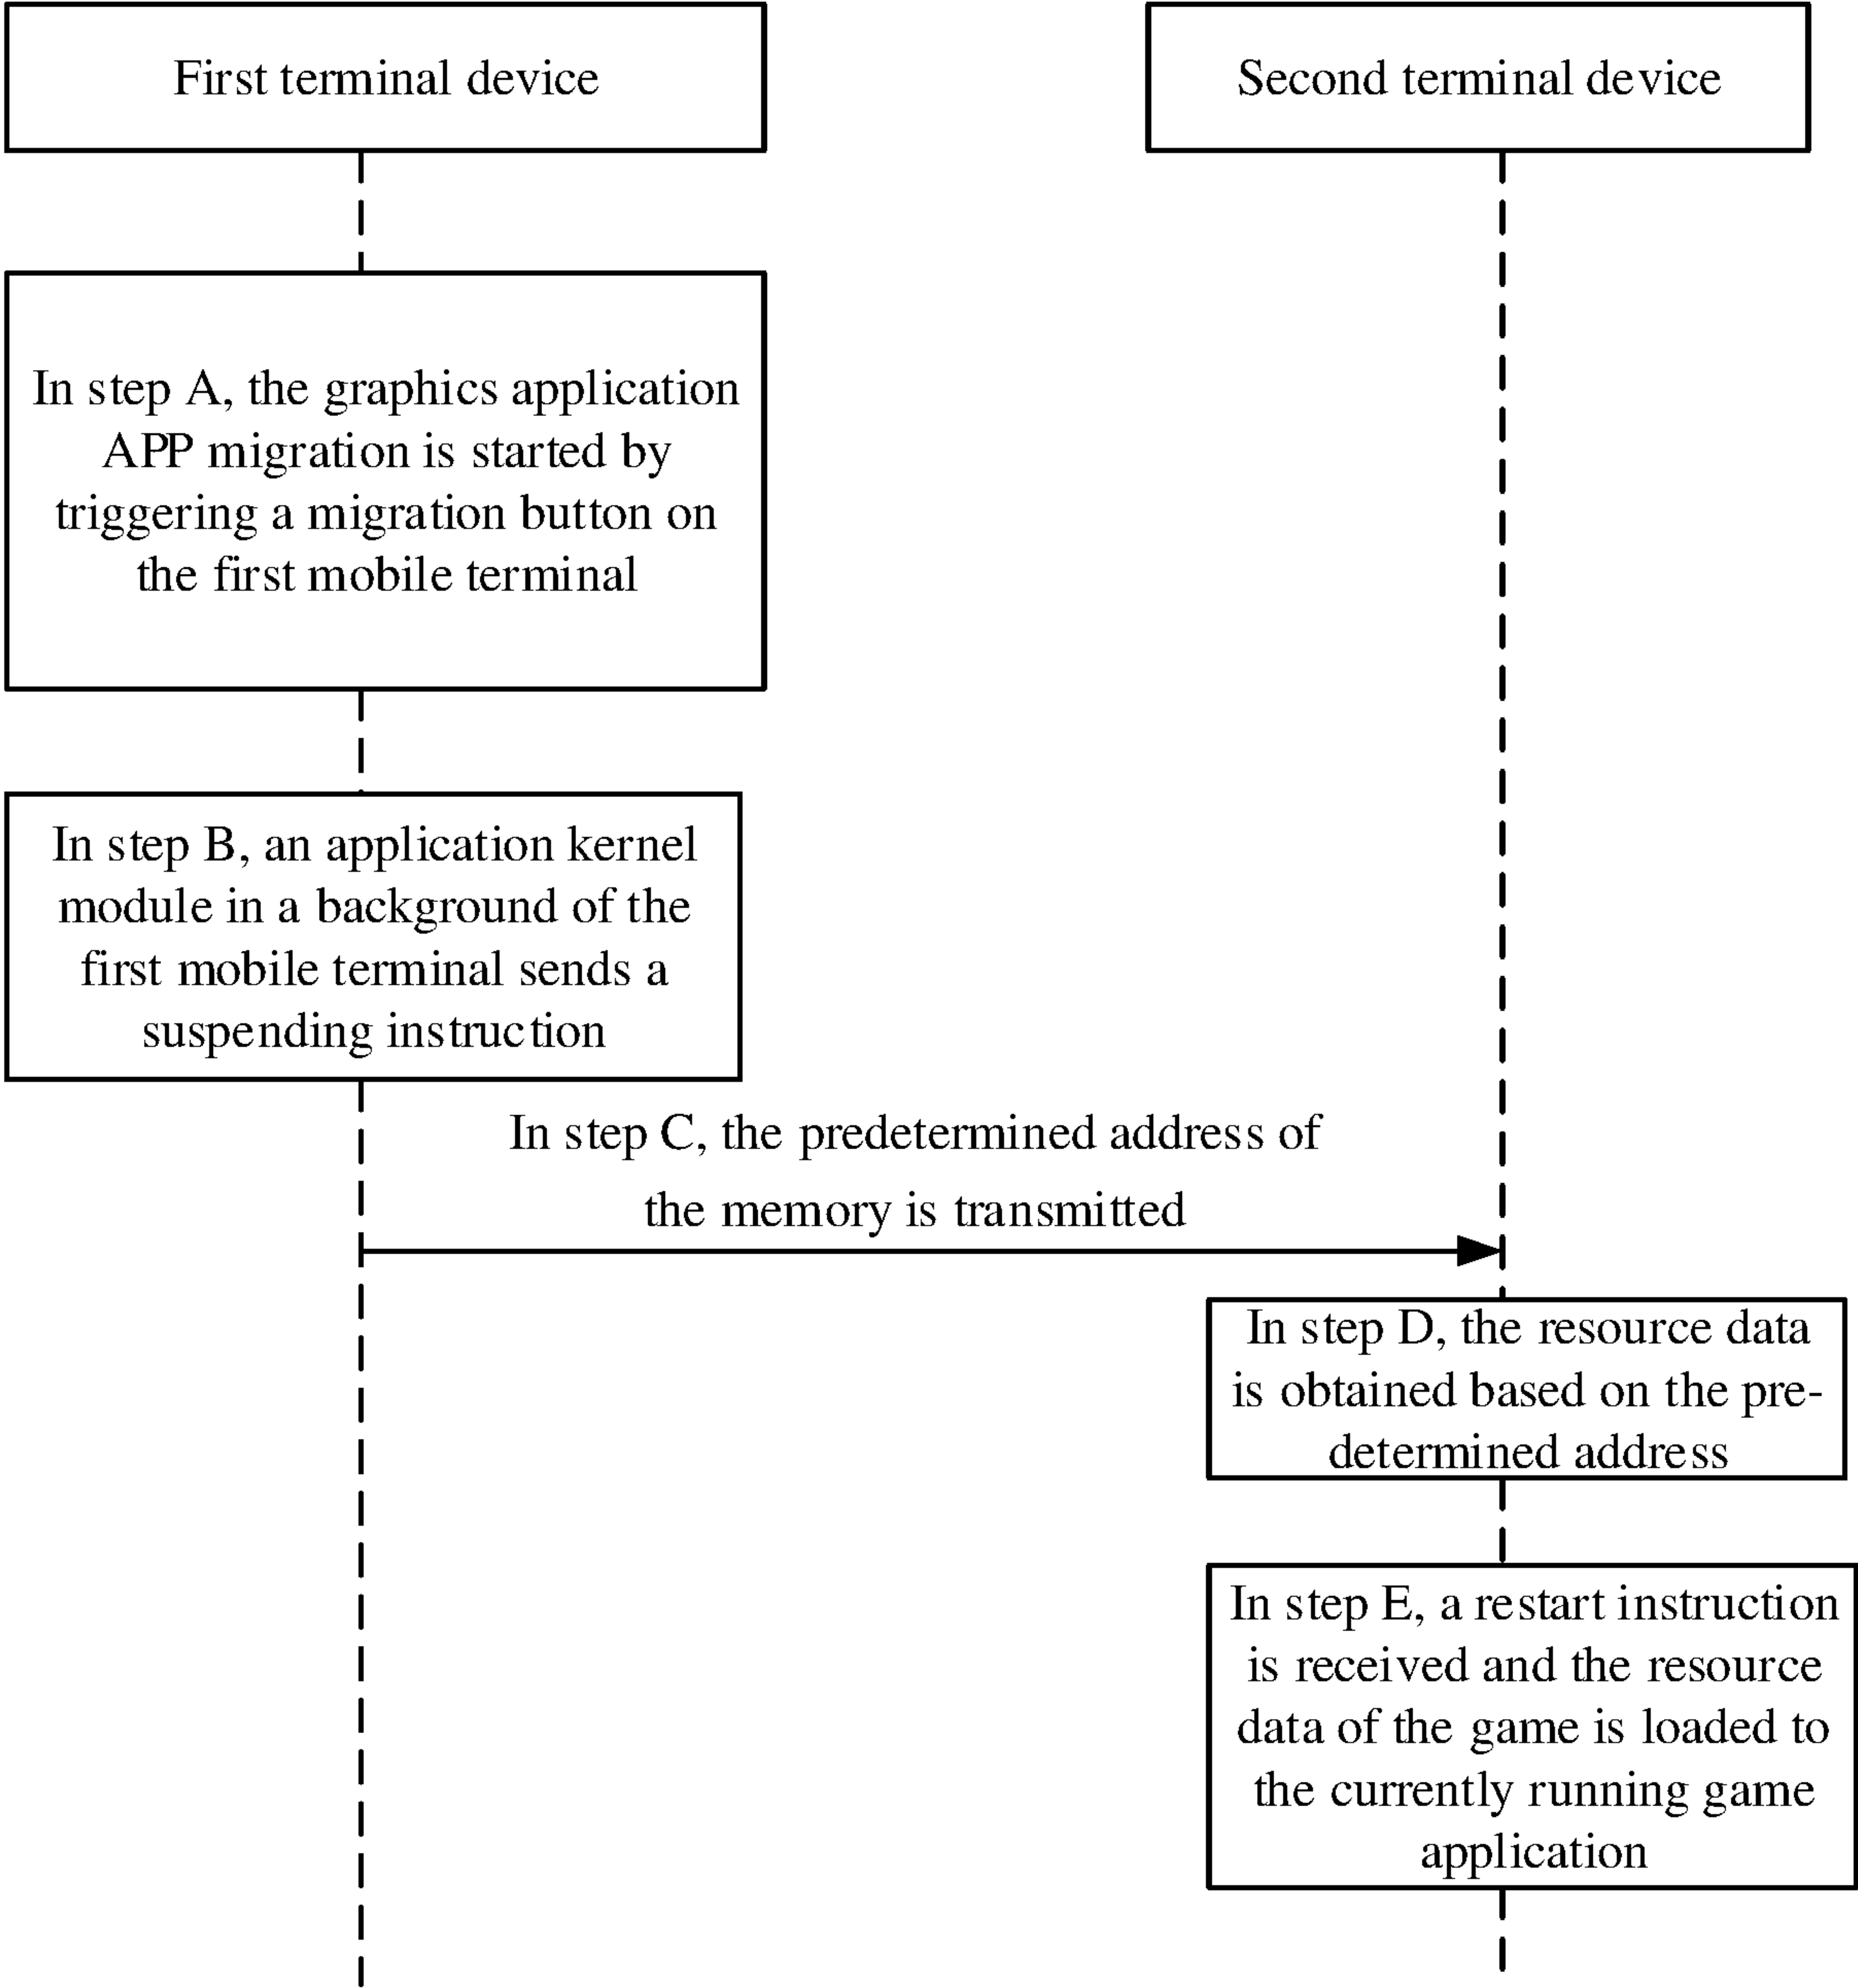 First terminal device
Second terminal device
In step A, the graphics application
APP migration is started by
triggering a migration button on
the first mobile terminal
In step B, an application kernel
module in a background of the
first mobile terminal sends a
suspending instruction
In step C, the predetermined address of
the memory is transmitted
In step D, the resource data
is obtained based on the pre-
determined address
In step E, a restart instruction
is received and the resource
data of the game is loaded to
the currently running game
application